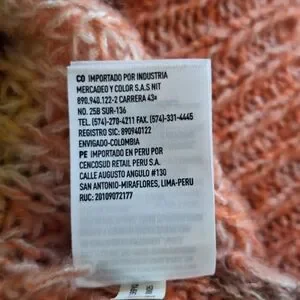 CO IMPORTADO POR INDUSTRIA
MERCADEO Y COLOR S.A.S NIT
890.940.122-2 CARRERA 43ª
NO. 25B SUR-136
TEL. (574)-270-4211 FAX. (574)-331-4445
REGISTRO SIC: 890940122
ENVIGADO-COLOMBIA
PE IMPORTADO EN PERU POR
CENCOSUD RETAIL PERU S.A.
CALLE AUGUSTO ANGULO #130
SAN ANTONIO-MIRAFLORES, LIMA-PERU
RUC: 20109072177